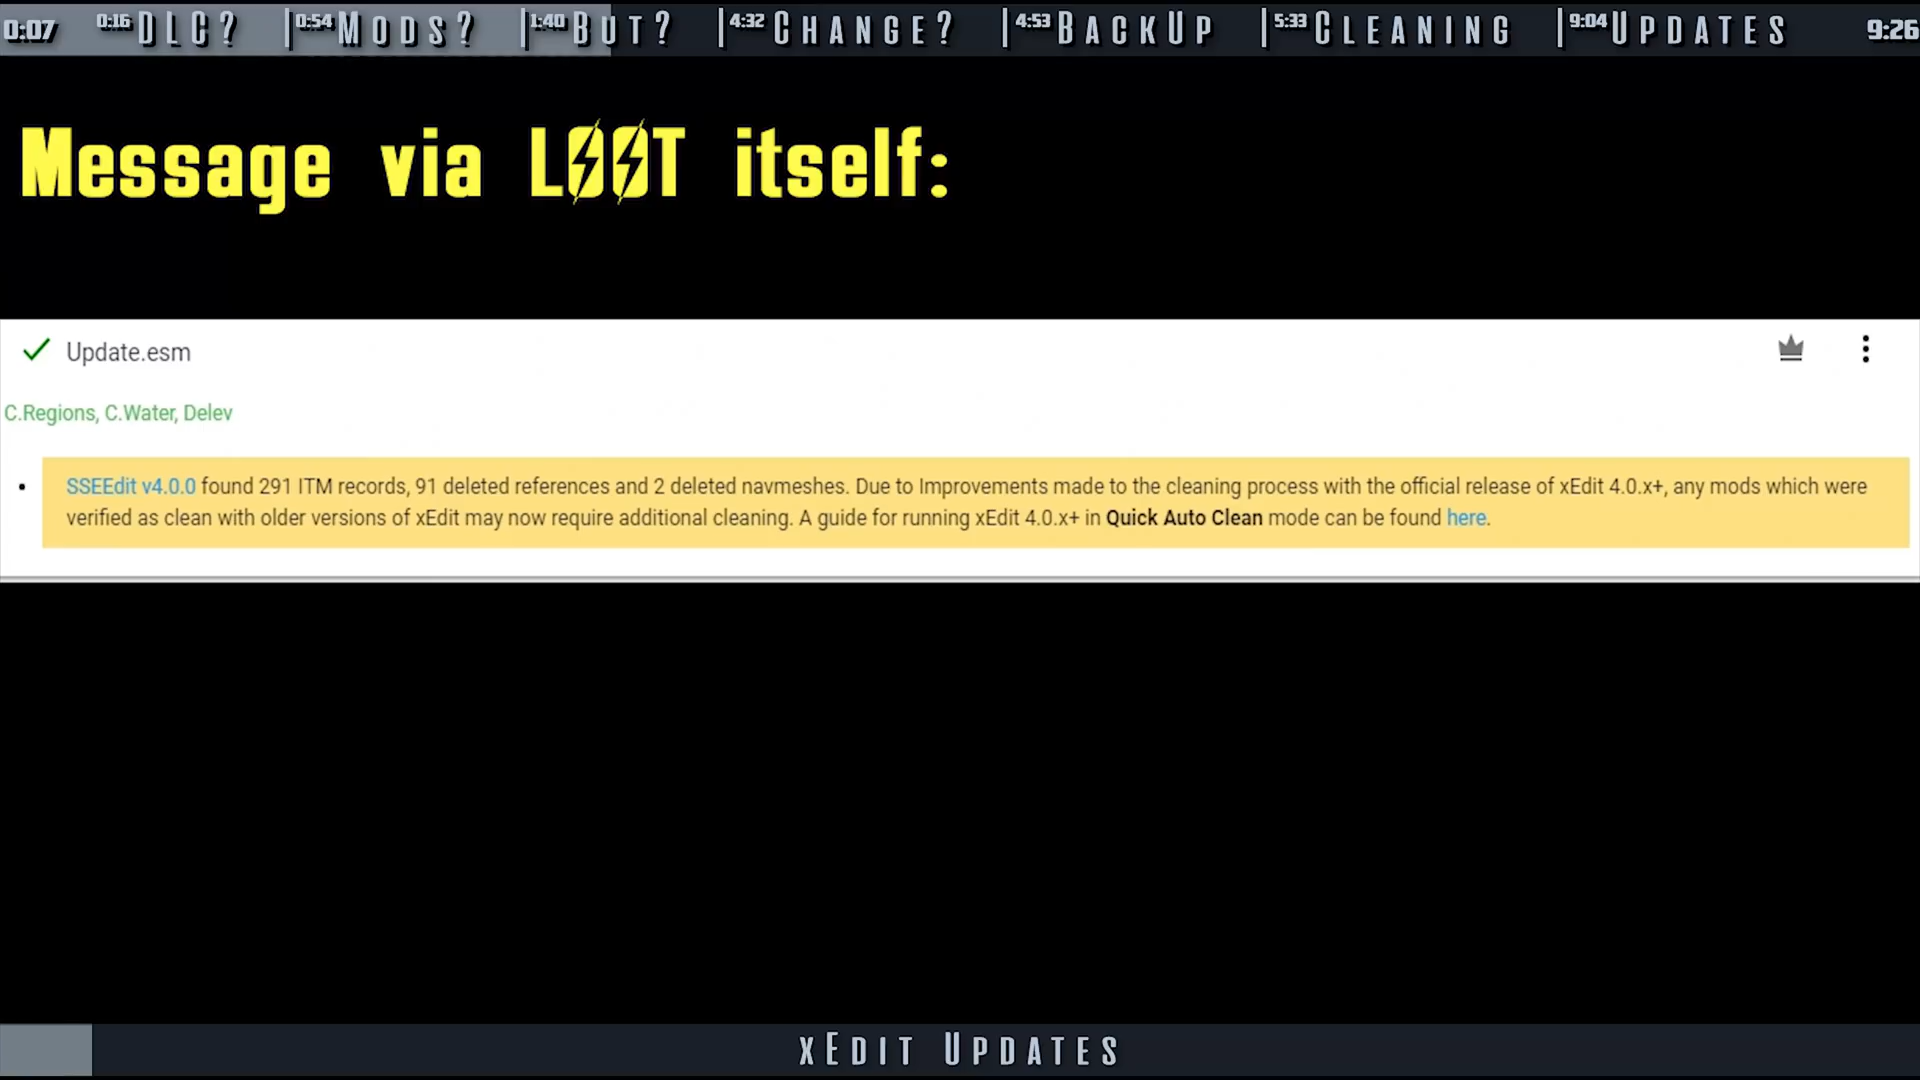 0:07 0:16 DLC? | 0:54 Mods? | 1:40 But? | 4:32 Change? | 4:53 BackUp | 5:33 Cleaning | 9:04 Updates 9:26
Message via LOOT itself:
Update.esm
C.Regions, C.Water, Delev
• SSEEdit v4.0.0 found 291 ITM records, 91 deleted references and 2 deleted navmeshes. Due to Improvements made to the cleaning process with the official release of xEdit 4.0.x+, any mods which were
verified as clean with older versions of xEdit may now require additional cleaning. A guide for running xEdit 4.0.x+ in Quick Auto Clean mode can be found here.
xEdit Updates